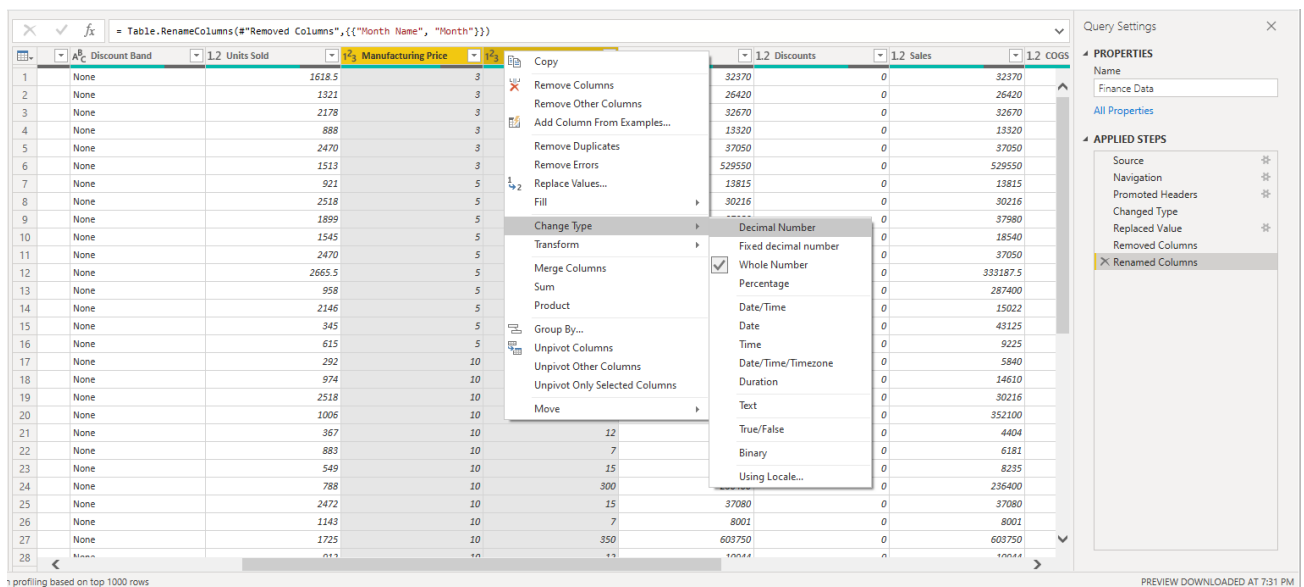 fx = Table.RenameColumns(#"Removed Columns",{{"Month Name", "Month"}})
ABC Discount Band 1.2 Units Sold 123 Manufacturing Price 123 1.2 Discounts 1.2 Sales 1.2 COGS
1 None 1618.5 3 32370 0 32370
2 None 1321 3 26420 0 26420
3 None 2178 3 32670 0 32670
4 None 888 3 13320 0 13320
5 None 2470 3 37050 0 37050
6 None 1513 3 529550 0 529550
7 None 921 5 13815 0 13815
8 None 2518 5 30216 0 30216
9 None 1899 5 0 37980
10 None 1545 5 0 18540
11 None 2470 5 0 37050
12 None 2665.5 5 0 333187.5
13 None 958 5 0 287400
14 None 2146 5 0 15022
15 None 345 5 0 43125
16 None 615 5 0 9225
17 None 292 10 0 5840
18 None 974 10 0 14610
19 None 2518 10 0 30216
20 None 1006 10 0 352100
21 None 367 10 12 0 4404
22 None 883 10 7 0 6181
23 None 549 10 15 0 8235
24 None 788 10 300 0 236400
25 None 2472 10 15 37080 0 37080
26 None 1143 10 7 8001 0 8001
27 None 1725 10 350 603750 0 603750
28
Copy
Remove Columns
Remove Other Columns
Add Column From Examples...
Remove Duplicates
Remove Errors
Replace Values...
Fill
Change Type
Transform
Merge Columns
Sum
Product
Group By...
Unpivot Columns
Unpivot Other Columns
Unpivot Only Selected Columns
Move
Decimal Number
Fixed decimal number
Whole Number
Percentage
Date/Time
Date
Time
Date/Time/Timezone
Duration
Text
True/False
Binary
Using Locale...
Query Settings
PROPERTIES
Name
Finance Data
All Properties
APPLIED STEPS
Source
Navigation
Promoted Headers
Changed Type
Replaced Value
Removed Columns
Renamed Columns
profiling based on top 1000 rows
PREVIEW DOWNLOADED AT 7:31 PM